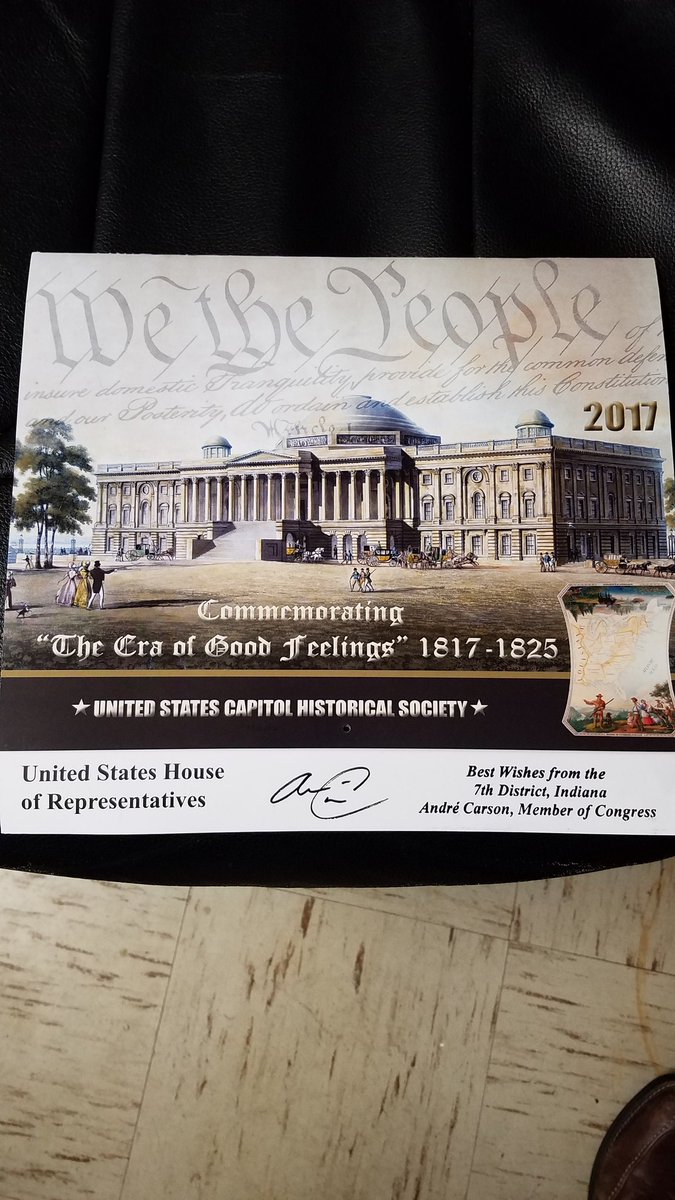 We the People
of
insure domestic Tranquility, provide for the common defen
and our Posterity, do ordain and establish this Constitution
2017
Commemorating
"The Era of Good Feelings" 1817-1825
★ UNITED STATES CAPITOL HISTORICAL SOCIETY ★
United States House
of Representatives
Best Wishes from the
7th District, Indiana
André Carson, Member of Congress